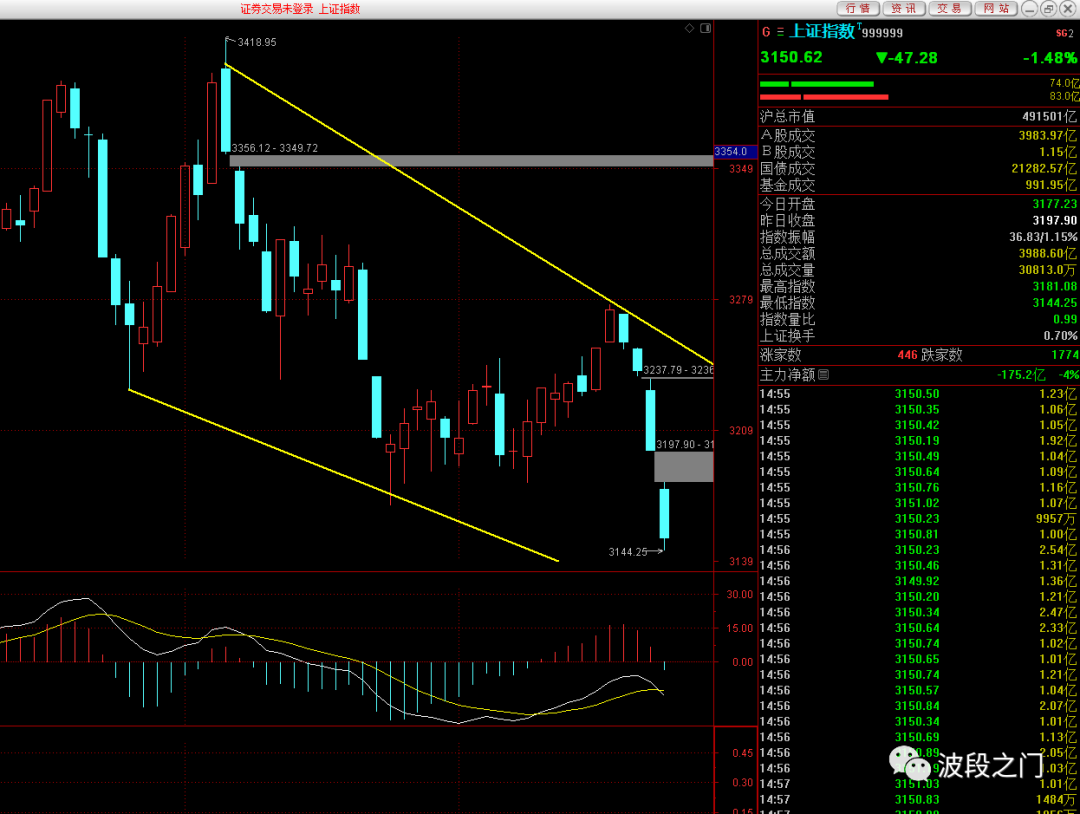 证券交易未登录 上证指数
行情 资讯 交易 网站
3418.95
3356.12 - 3349.72
3237.79 - 3236
3197.90 - 31
3144.25
3354.0
3349
3279
3209
3139
30.00
15.00
0.00
0.45
0.30
0.15
G 上证指数 T 999999 SG2
3150.62 ▼-47.28 -1.48%
74.0亿
83.0亿
沪总市值 491501亿
A股成交 3983.97亿
B股成交 1.15亿
国债成交 21282.57亿
基金成交 991.95亿
今日开盘 3177.23
昨日收盘 3197.90
指数振幅 36.83/1.15%
总成交额 3988.60亿
总成交量 30813.0万
最高指数 3181.08
最低指数 3144.25
指数量比 0.99
上证换手 0.70%
涨家数 446 跌家数 1774
主力净额 -175.2亿 -4%
14:55 3150.50 1.23亿
14:55 3150.35 1.06亿
14:55 3150.42 1.05亿
14:55 3150.19 1.92亿
14:55 3150.49 1.04亿
14:55 3150.64 1.09亿
14:55 3150.76 1.16亿
14:55 3151.02 1.07亿
14:55 3150.23 9957万
14:55 3150.81 1.00亿
14:56 3150.23 2.54亿
14:56 3150.46 1.31亿
14:56 3149.92 1.36亿
14:56 3150.20 1.21亿
14:56 3150.34 2.47亿
14:56 3150.64 2.33亿
14:56 3150.74 1.02亿
14:56 3150.65 1.01亿
14:56 3150.74 1.21亿
14:56 3150.57 1.04亿
14:56 3150.84 2.07亿
14:56 3150.34 1.01亿
14:56 3150.69 1.13亿
14:56 .89 2.05亿
14:56 .03亿
14:57 3151.03 1.01亿
14:57 3150.83 1484万
波段之门